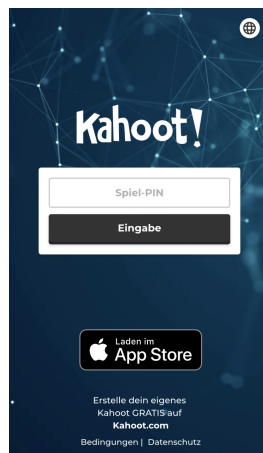 Kahoot!
Spiel-PIN
Eingabe
Laden im
App Store
Erstelle dein eigenes
Kahoot GRATIS auf
Kahoot.com
Bedingungen | Datenschutz